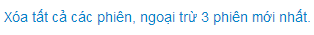 Xóa tất cả các phiên, ngoại trừ 3 phiên mới nhất.